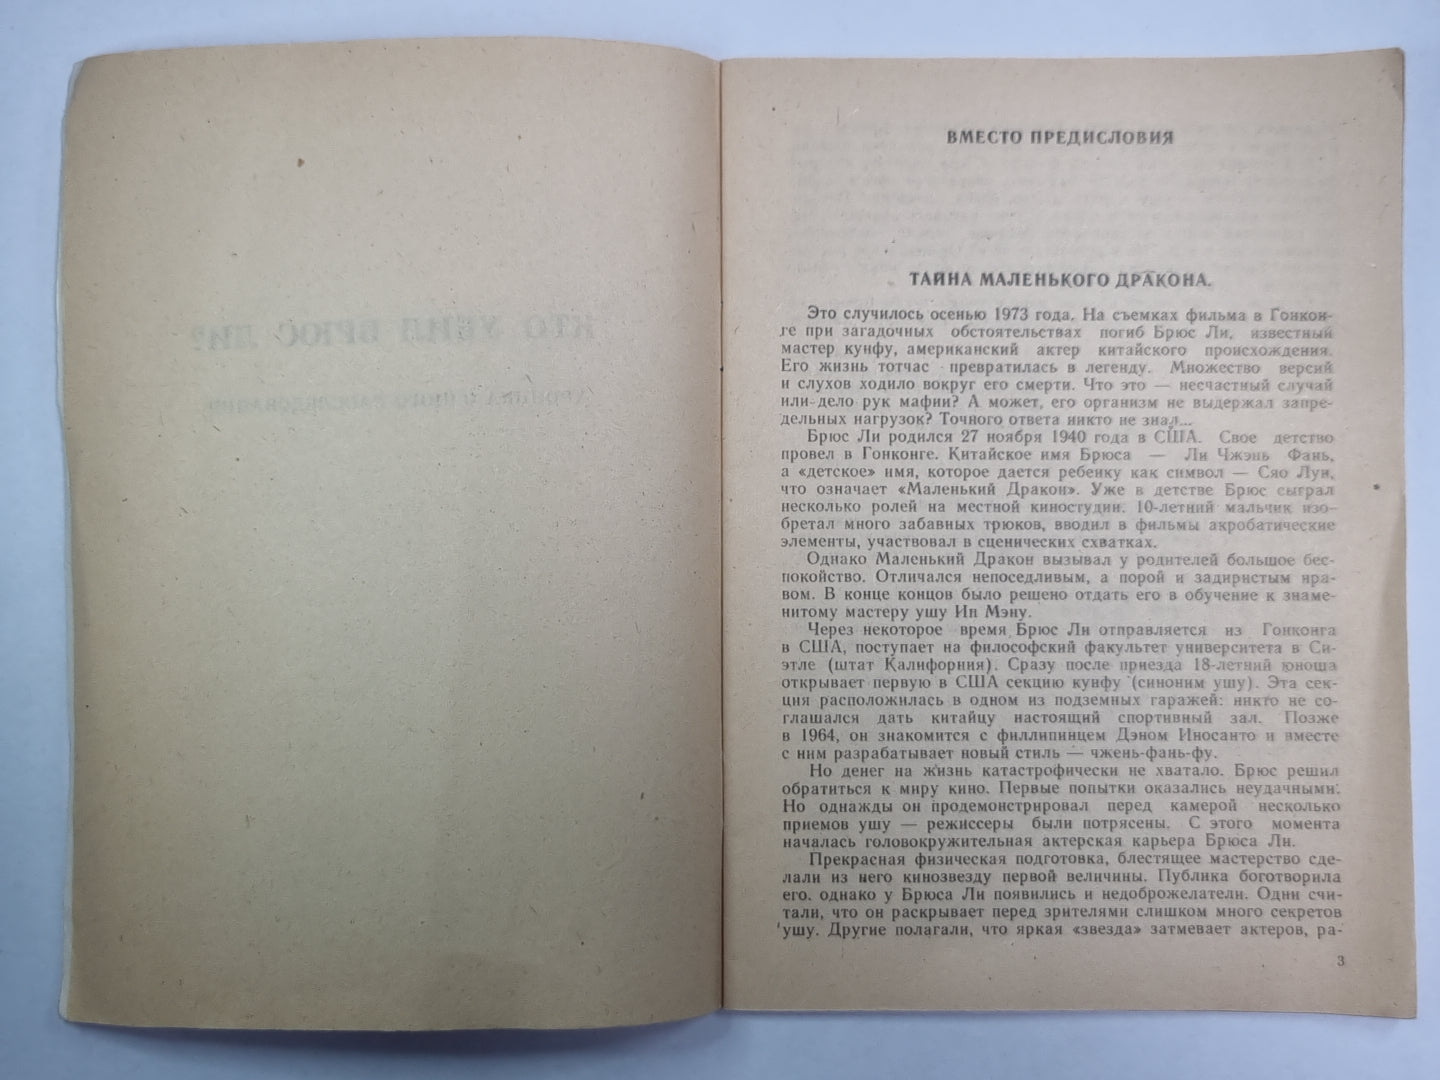 КТО УБИЛ БРЮС ЛИ?
ВМЕСТО ПРЕДИСЛОВИЯ
ТАЙНА МАЛЕНЬКОГО ДРАКОНА.
Это случилось осенью 1973 года. На съемках фильма в Гонкон-
ге при загадочных обстоятельствах погиб Брюс Ли, известный
мастер кунфу, американский актер китайского происхождения.
Его жизнь тотчас превратилась в легенду. Множество версий
и слухов ходило вокруг его смерти. Что это — несчастный случай
или дело рук мафии? А может, его организм не выдержал запре-
дельных нагрузок? Точного ответа никто не знал...
Брюс Ли родился 27 ноября 1940 года в США. Свое детство
провел в Гонконге. Китайское имя Брюса — Ли Чжэнь Фань,
а «детское» имя, которое дается ребенку как символ — Сяо Лун,
что означает «Маленький Дракон». Уже в детстве Брюс сыграл
несколько ролей на местной киностудии. 10-летний мальчик изо-
бретал много забавных трюков, вводил в фильмы акробатические
элементы, участвовал в сценических схватках.
Однако Маленький Дракон вызывал у родителей большое бес-
покойство. Отличался непоседливым, а порой и задиристым нра-
вом. В конце концов было решено отдать его в обучение к знаме-
нитому мастеру ушу Ип Мэну.
Через некоторое время Брюс Ли отправляется из Гонконга
в США, поступает на философский факультет университета в Си-
этле (штат Калифорния). Сразу после приезда 18-летний юноша
открывает первую в США секцию кунфу (синоним ушу). Эта сек-
ция расположилась в одном из подземных гаражей: никто не со-
глашался дать китайцу настоящий спортивный зал. Позже
в 1964, он знакомится с филлипинцем Дэном Иносанто и вместе
с ним разрабатывает новый стиль — чжень-фань-фу.
Но денег на жизнь катастрофически не хватало. Брюс решил
обратиться к миру кино. Первые попытки оказались неудачными.
Но однажды он продемонстрировал перед камерой несколько
приемов ушу — режиссеры были потрясены. С этого момента
началась головокружительная актерская карьера Брюса Ли.
Прекрасная физическая подготовка, блестящее мастерство сде-
лали из него кинозвезду первой величины. Публика боготворила
его. однако у Брюса Ли появились и недоброжелатели. Одни счи-
тали, что он раскрывает перед зрителями слишком много секретов
ушу. Другие полагали, что яркая «звезда» затмевает актеров, ра-
3